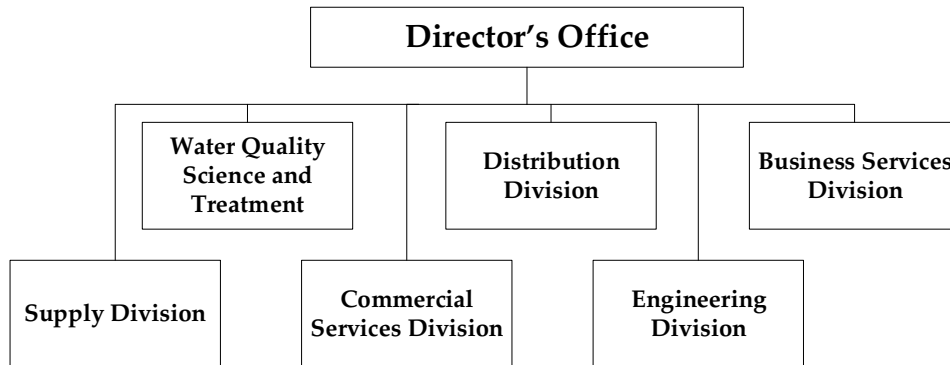 Director’s Office
Water Quality
Science and
Treatment
Distribution
Division
Business Services
Division
Supply Division
Commercial
Services Division
Engineering
Division